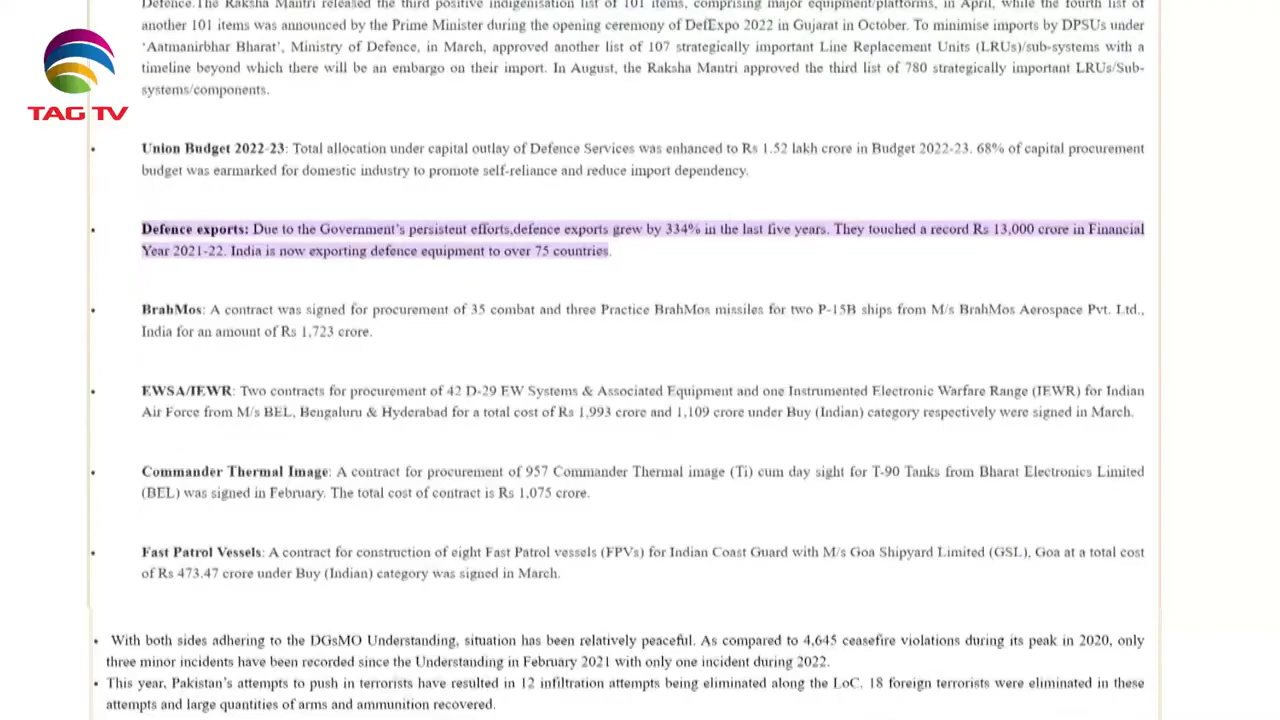 Defence.The Raksha Mantri released the third positive indigenisation list of 101 items, comprising major equipment/platforms, in April, while the fourth list of
another 101 items was announced by the Prime Minister during the opening ceremony of DefExpo 2022 in Gujarat in October. To minimise imports by DPSUs under
‘Aatmanirbhar Bharat’, Ministry of Defence, in March, approved another list of 107 strategically important Line Replacement Units (LRUs)/sub-systems with a
timeline beyond which there will be an embargo on their import. In August, the Raksha Mantri approved the third list of 780 strategically important LRUs/Sub-
systems/components.
TAG TV
• Union Budget 2022-23: Total allocation under capital outlay of Defence Services was enhanced to Rs 1.52 lakh crore in Budget 2022-23. 68% of capital procurement
budget was earmarked for domestic industry to promote self-reliance and reduce import dependency.
• Defence exports: Due to the Government’s persistent efforts,defence exports grew by 334% in the last five years. They touched a record Rs 13,000 crore in Financial
Year 2021-22. India is now exporting defence equipment to over 75 countries.
• BrahMos: A contract was signed for procurement of 35 combat and three Practice BrahMos missiles for two P-15B ships from M/s BrahMos Aerospace Pvt. Ltd.,
India for an amount of Rs 1,723 crore.
• EWSA/IEWR: Two contracts for procurement of 42 D-29 EW Systems & Associated Equipment and one Instrumented Electronic Warfare Range (IEWR) for Indian
Air Force from M/s BEL, Bengaluru & Hyderabad for a total cost of Rs 1,993 crore and 1,109 crore under Buy (Indian) category respectively were signed in March.
• Commander Thermal Image: A contract for procurement of 957 Commander Thermal image (Ti) cum day sight for T-90 Tanks from Bharat Electronics Limited
(BEL) was signed in February. The total cost of contract is Rs 1,075 crore.
• Fast Patrol Vessels: A contract for construction of eight Fast Patrol vessels (FPVs) for Indian Coast Guard with M/s Goa Shipyard Limited (GSL), Goa at a total cost
of Rs 473.47 crore under Buy (Indian) category was signed in March.
• With both sides adhering to the DGsMO Understanding, situation has been relatively peaceful. As compared to 4,645 ceasefire violations during its peak in 2020, only
three minor incidents have been recorded since the Understanding in February 2021 with only one incident during 2022.
• This year, Pakistan’s attempts to push in terrorists have resulted in 12 infiltration attempts being eliminated along the LoC. 18 foreign terrorists were eliminated in these
attempts and large quantities of arms and ammunition recovered.